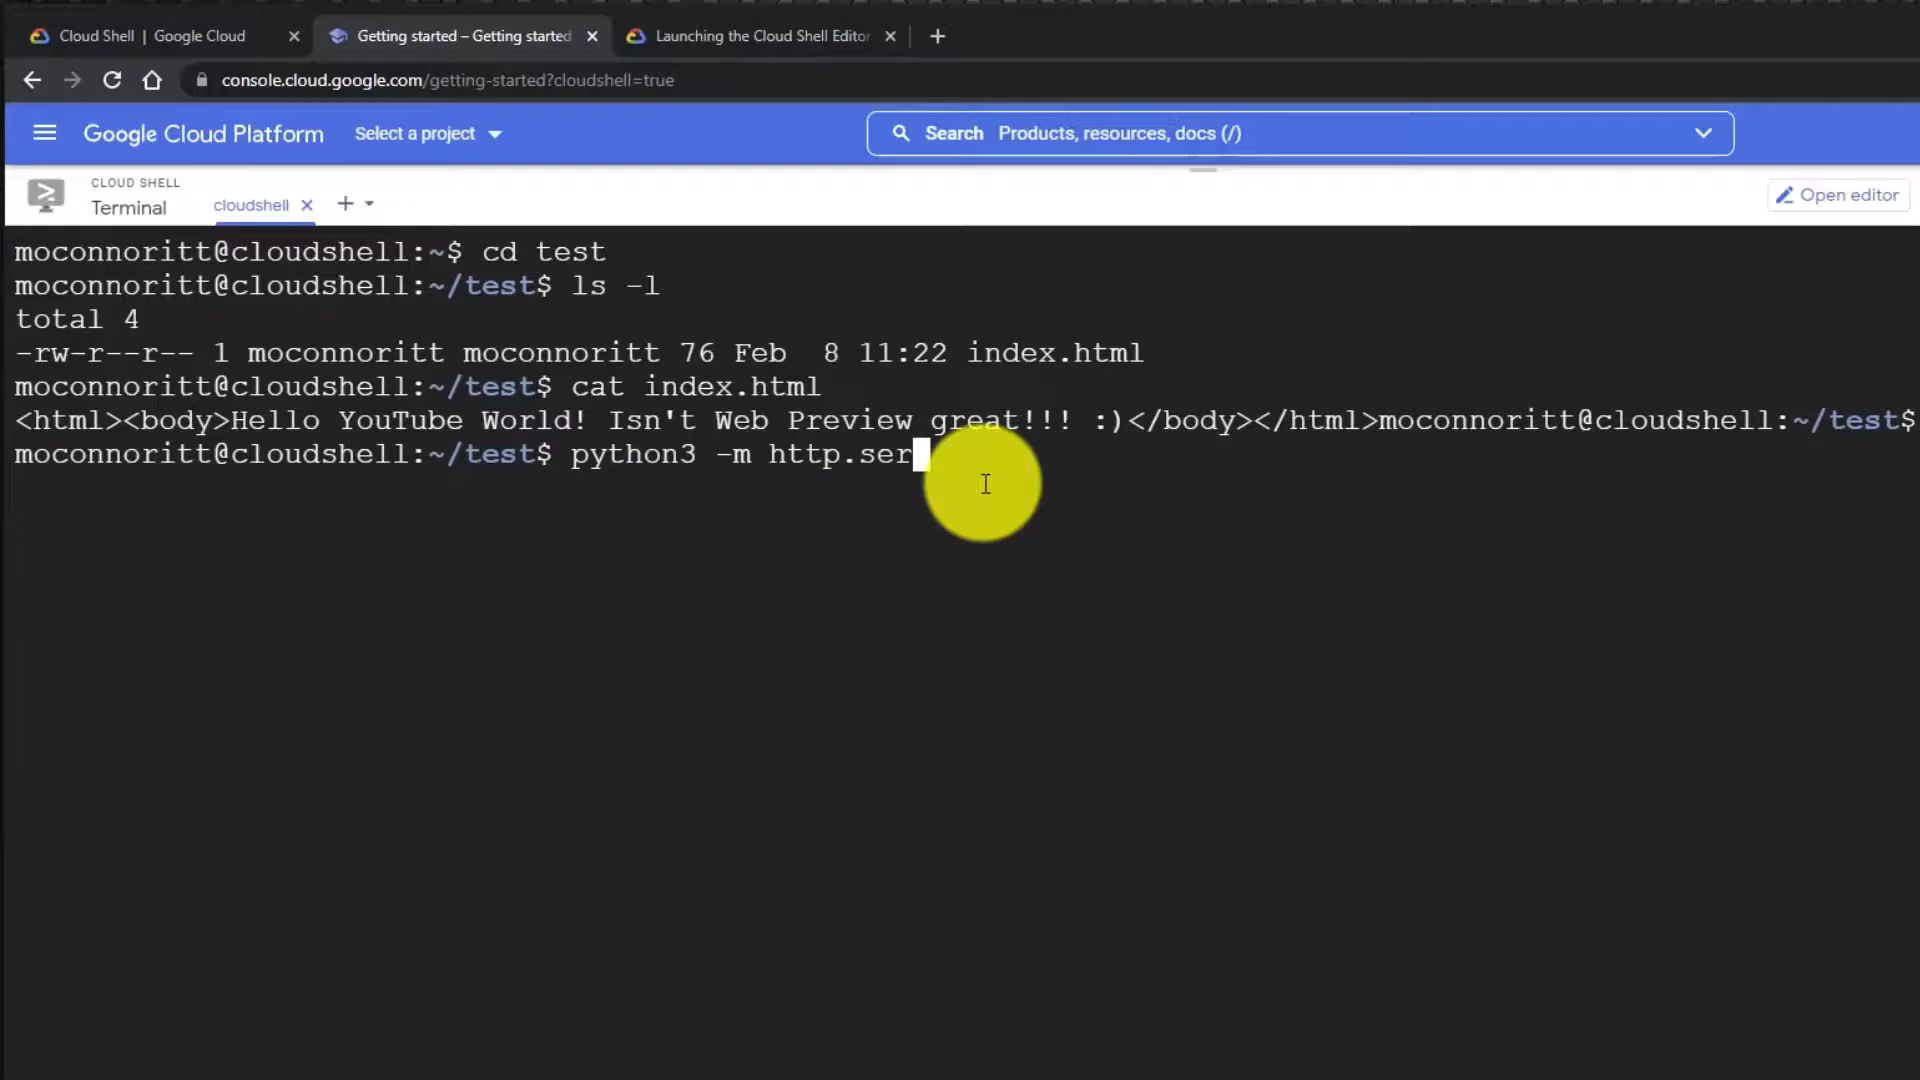 Cloud Shell | Google Cloud
Getting started – Getting started
Launching the Cloud Shell Editor
console.cloud.google.com/getting-started?cloudshell=true
Google Cloud Platform
Select a project
Search Products, resources, docs (/)
CLOUD SHELL
Terminal
cloudshell
Open editor
moconnoritt@cloudshell:~$ cd test
moconnoritt@cloudshell:~/test$ ls -l
total 4
-rw-r--r-- 1 moconnoritt moconnoritt 76 Feb  8 11:22 index.html
moconnoritt@cloudshell:~/test$ cat index.html
<html><body>Hello YouTube World! Isn't Web Preview great!!! :)</body></html>moconnoritt@cloudshell:~/test$
moconnoritt@cloudshell:~/test$ python3 -m http.ser